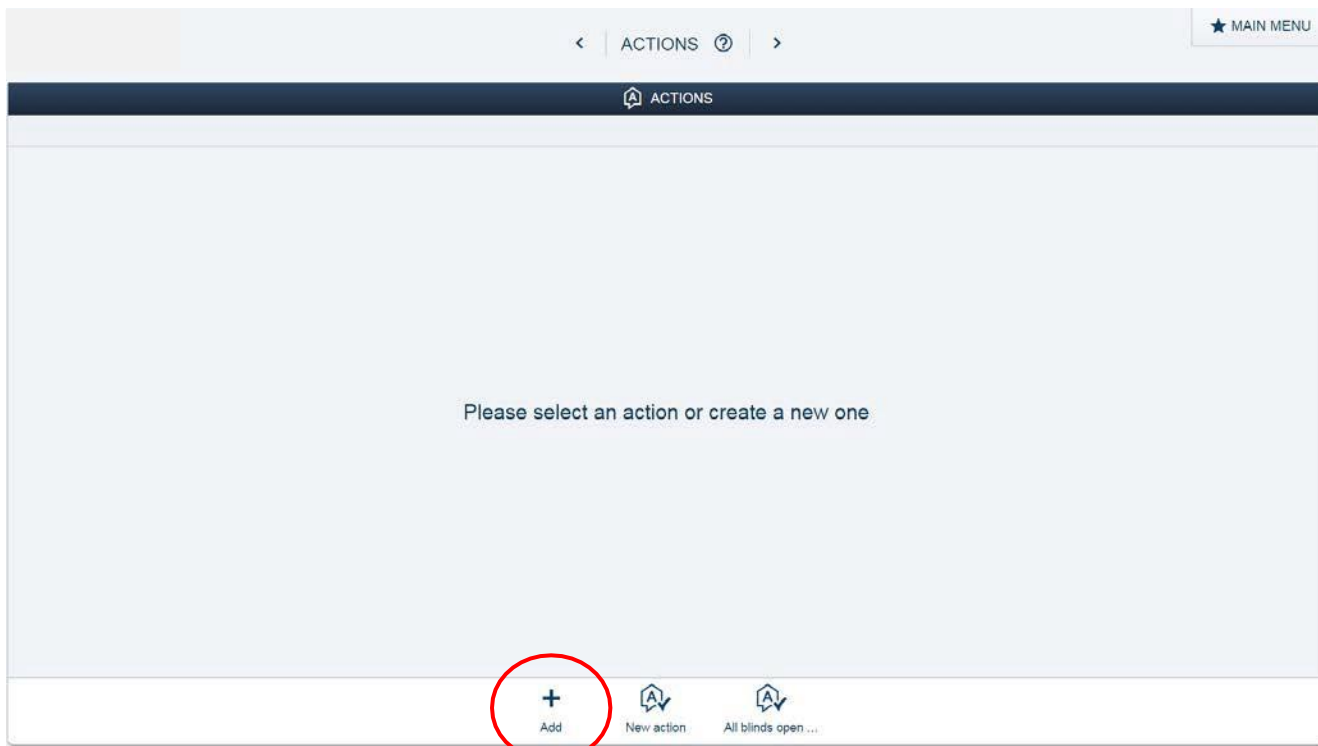 ACTIONS
MAIN MENU
ACTIONS
Please select an action or create a new one
Add
New action
All blinds open ...